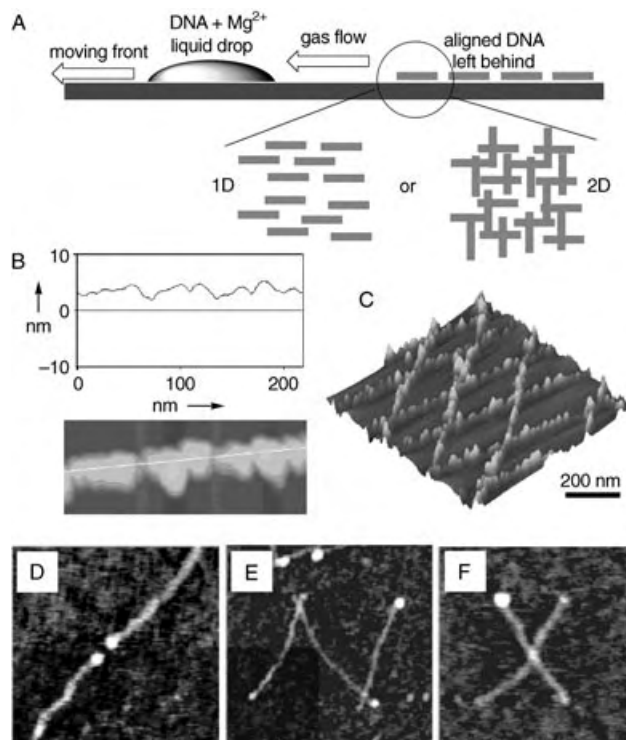 A
DNA + Mg²⁺
liquid drop
moving front
gas flow
aligned DNA
left behind
1D
or
2D
B
10
0
–10
nm
0
100
200
nm
C
200 nm
D
E
F